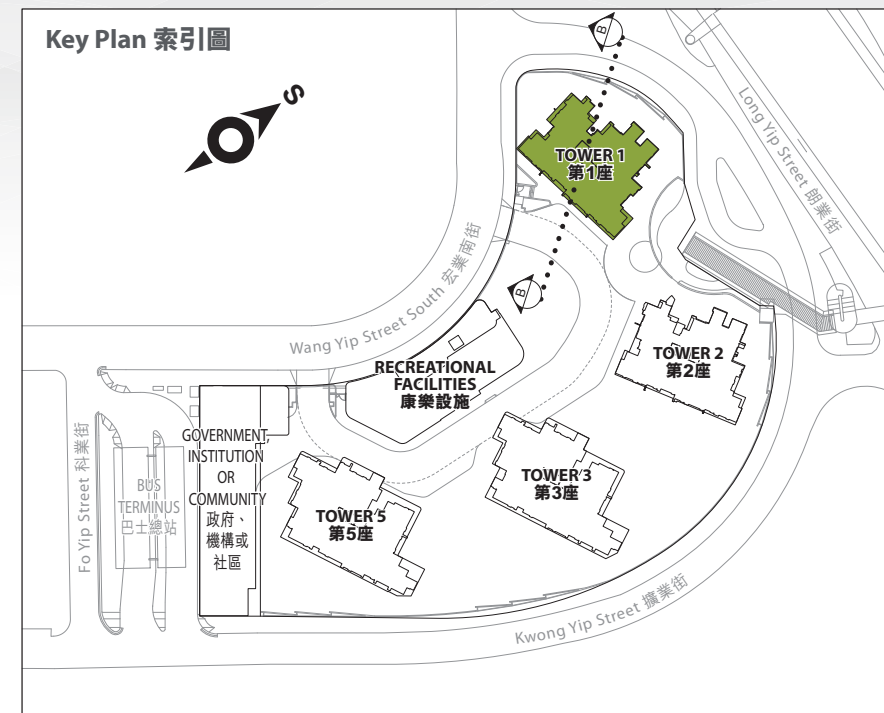 Key Plan 索引圖
S
B
Long Yip Street 朗業街
TOWER 1
第1座
Wang Yip Street South 宏業南街
B
TOWER 2
第2座
RECREATIONAL
FACILITIES
康樂設施
Fo Yip Street 科業街
BUS
TERMINUS
巴士總站
GOVERNMENT,
INSTITUTION
OR
COMMUNITY
政府、
機構或
社區
TOWER 3
第3座
TOWER 5
第5座
Kwong Yip Street 擴業街